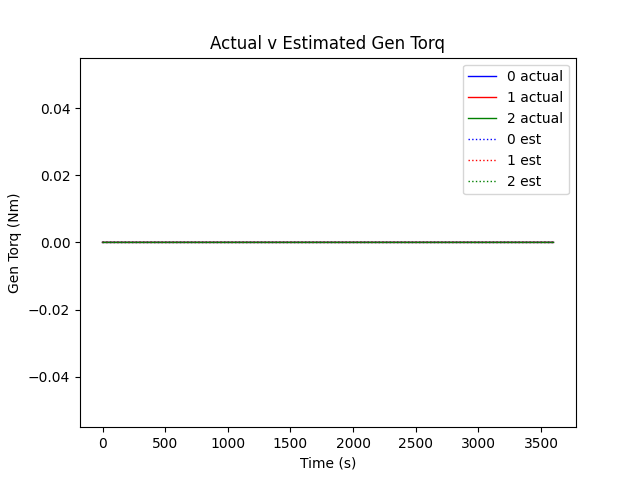 Actual v Estimated Gen Torq
0 actual
1 actual
2 actual
0 est
1 est
2 est
0.04
0.02
0.00
−0.02
−0.04
Gen Torq (Nm)
0 500 1000 1500 2000 2500 3000 3500
Time (s)